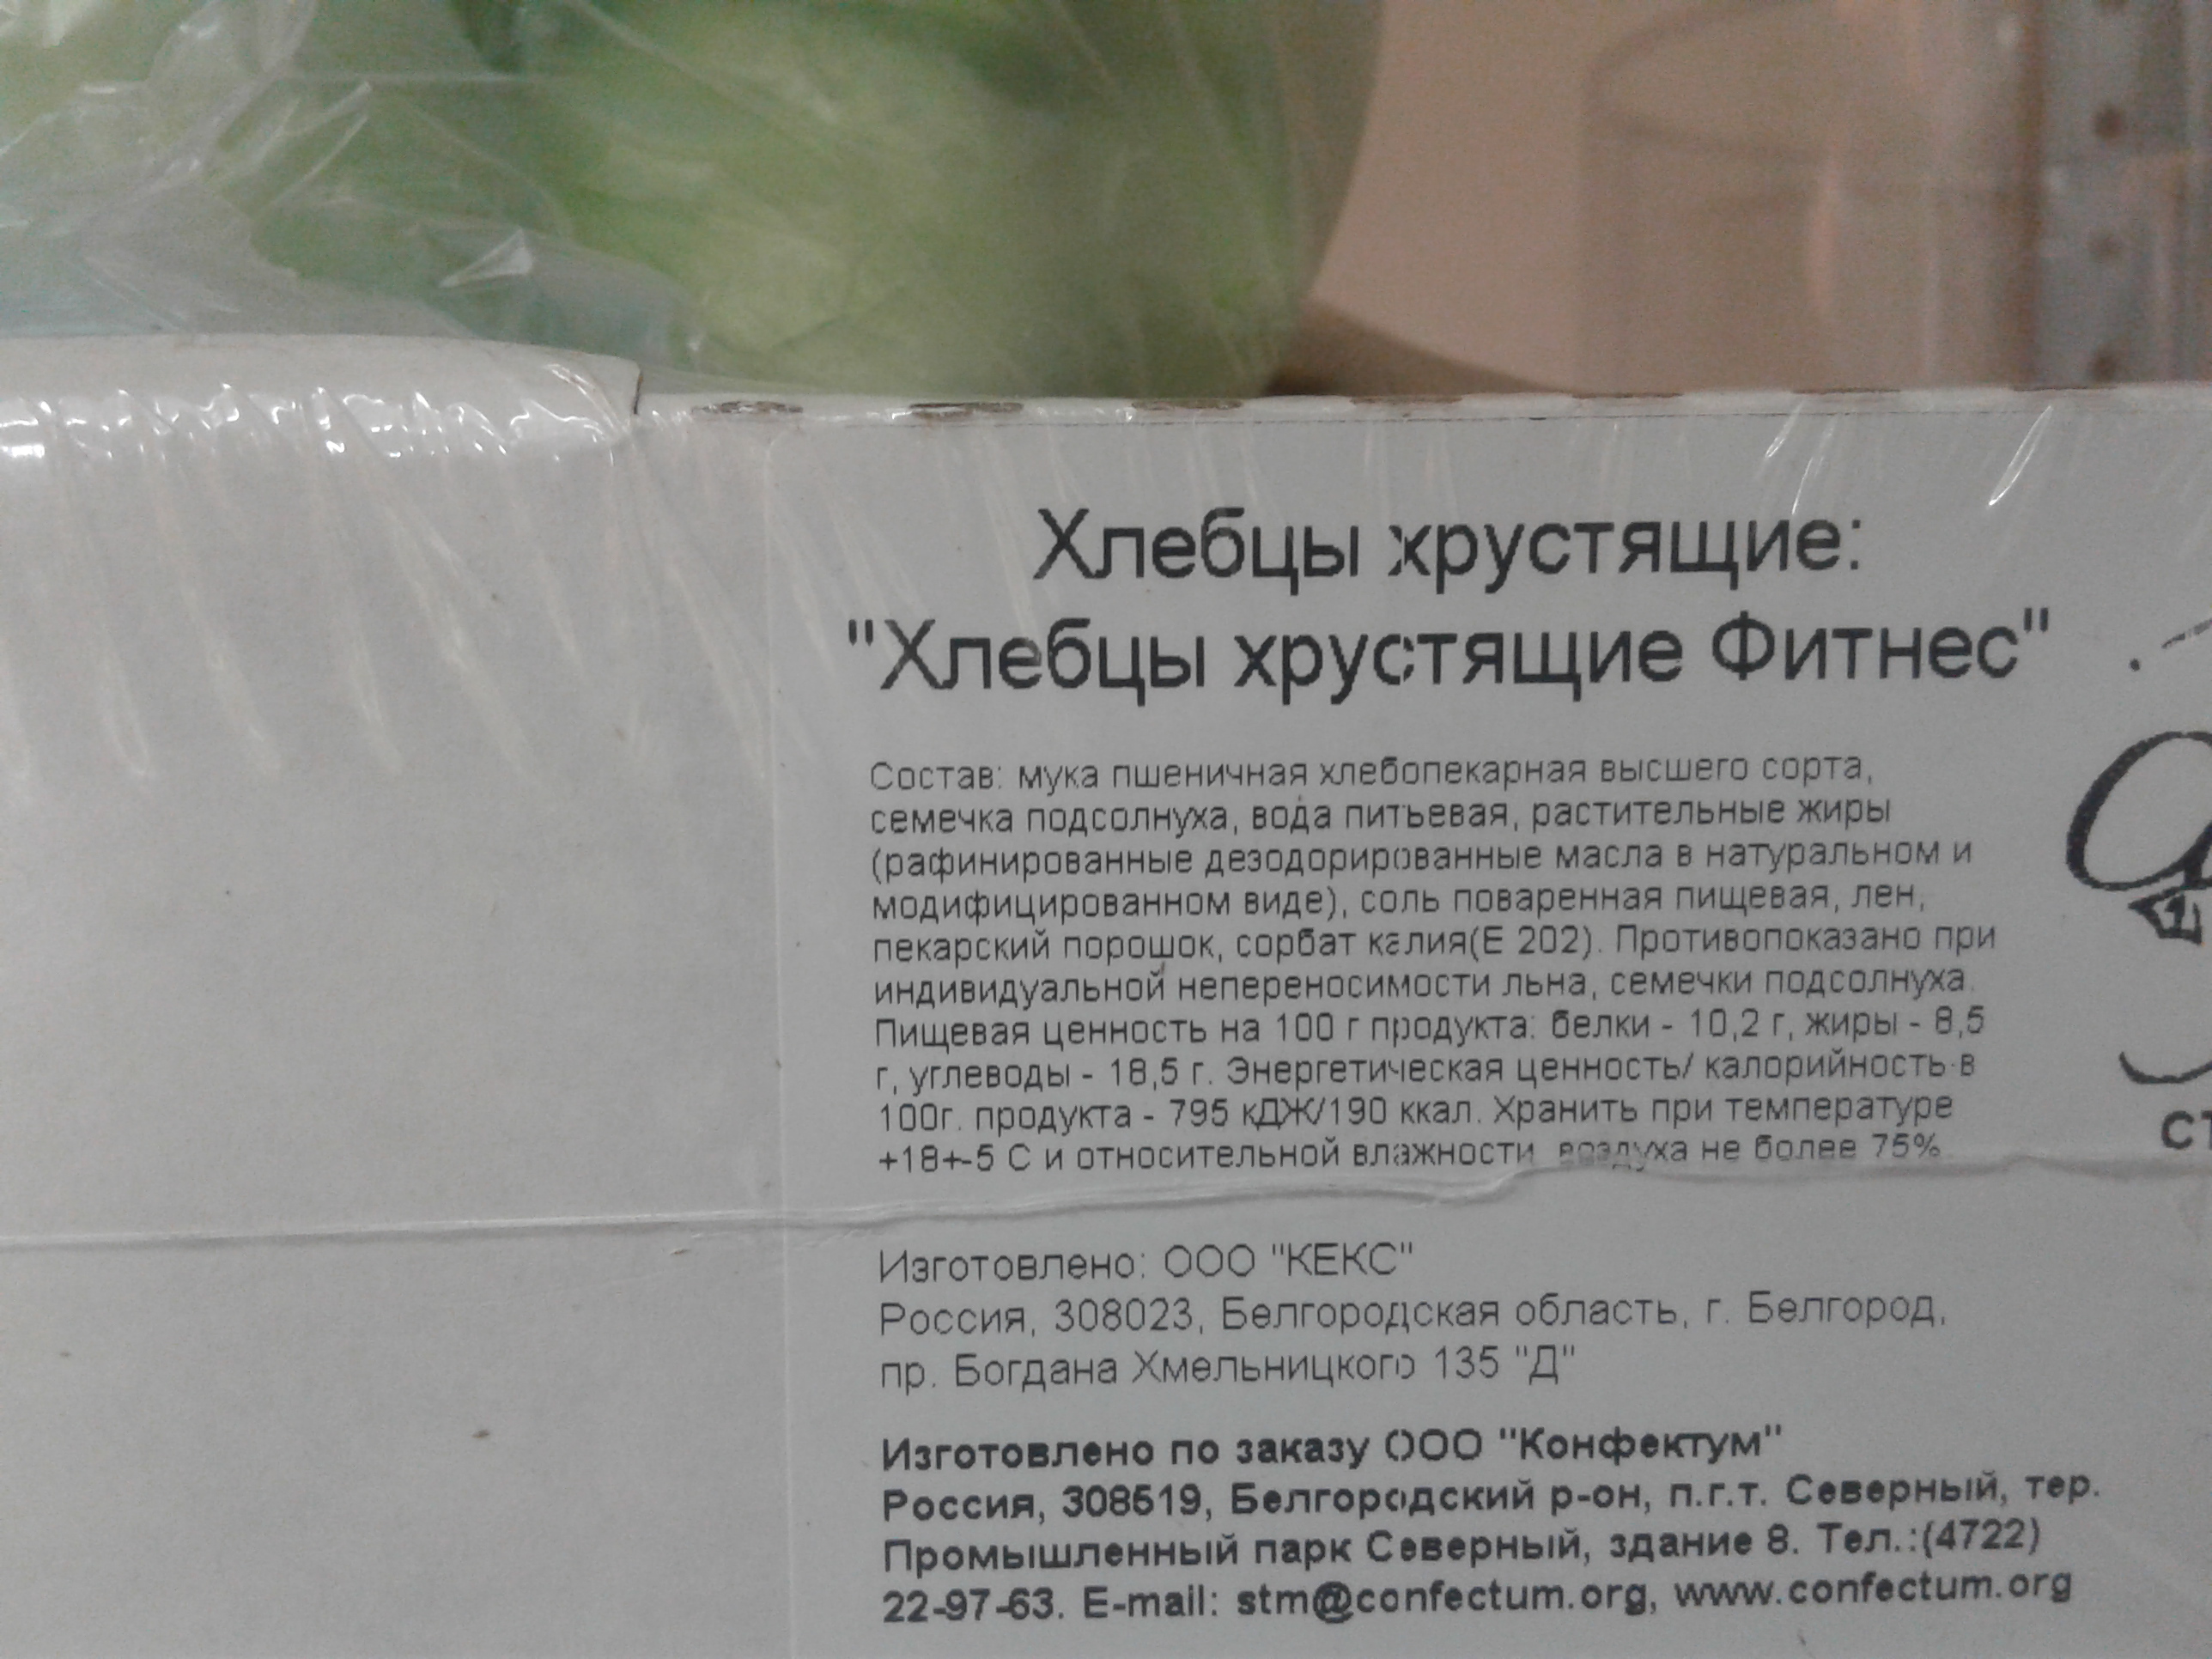 Хлебцы хрустящие:
"Хлебцы хрустящие Фитнес"
Состав: мука пшеничная хлебопекарная высшего сорта,
семечка подсолнуха, вода питьевая, растительные жиры
(рафинированные дезодорированные масла в натуральном и
модифицированном виде), соль поваренная пищевая, лен,
пекарский порошок, сорбат калия(Е 202). Противопоказано при
индивидуальной непереносимости льна, семечки подсолнуха.
Пищевая ценность на 100 г продукта: белки - 10,2 г, жиры - 8,5
г, углеводы - 18,5 г. Энергетическая ценность/ калорийность в
100г. продукта - 795 кДЖ/190 ккал. Хранить при температуре
+18+-5 С и относительной влажности воздуха не более 75%
Изготовлено: ООО "КЕКС"
Россия, 308023, Белгородская область, г. Белгород,
пр. Богдана Хмельницкого 135 "Д"
Изготовлено по заказу ООО "Конфектум"
Россия, 308519, Белгородский р-он, п.г.т. Северный, тер.
Промышленный парк Северный, здание 8. Тел.:(4722)
22-97-63. E-mail: stm@confectum.org, www.confectum.org